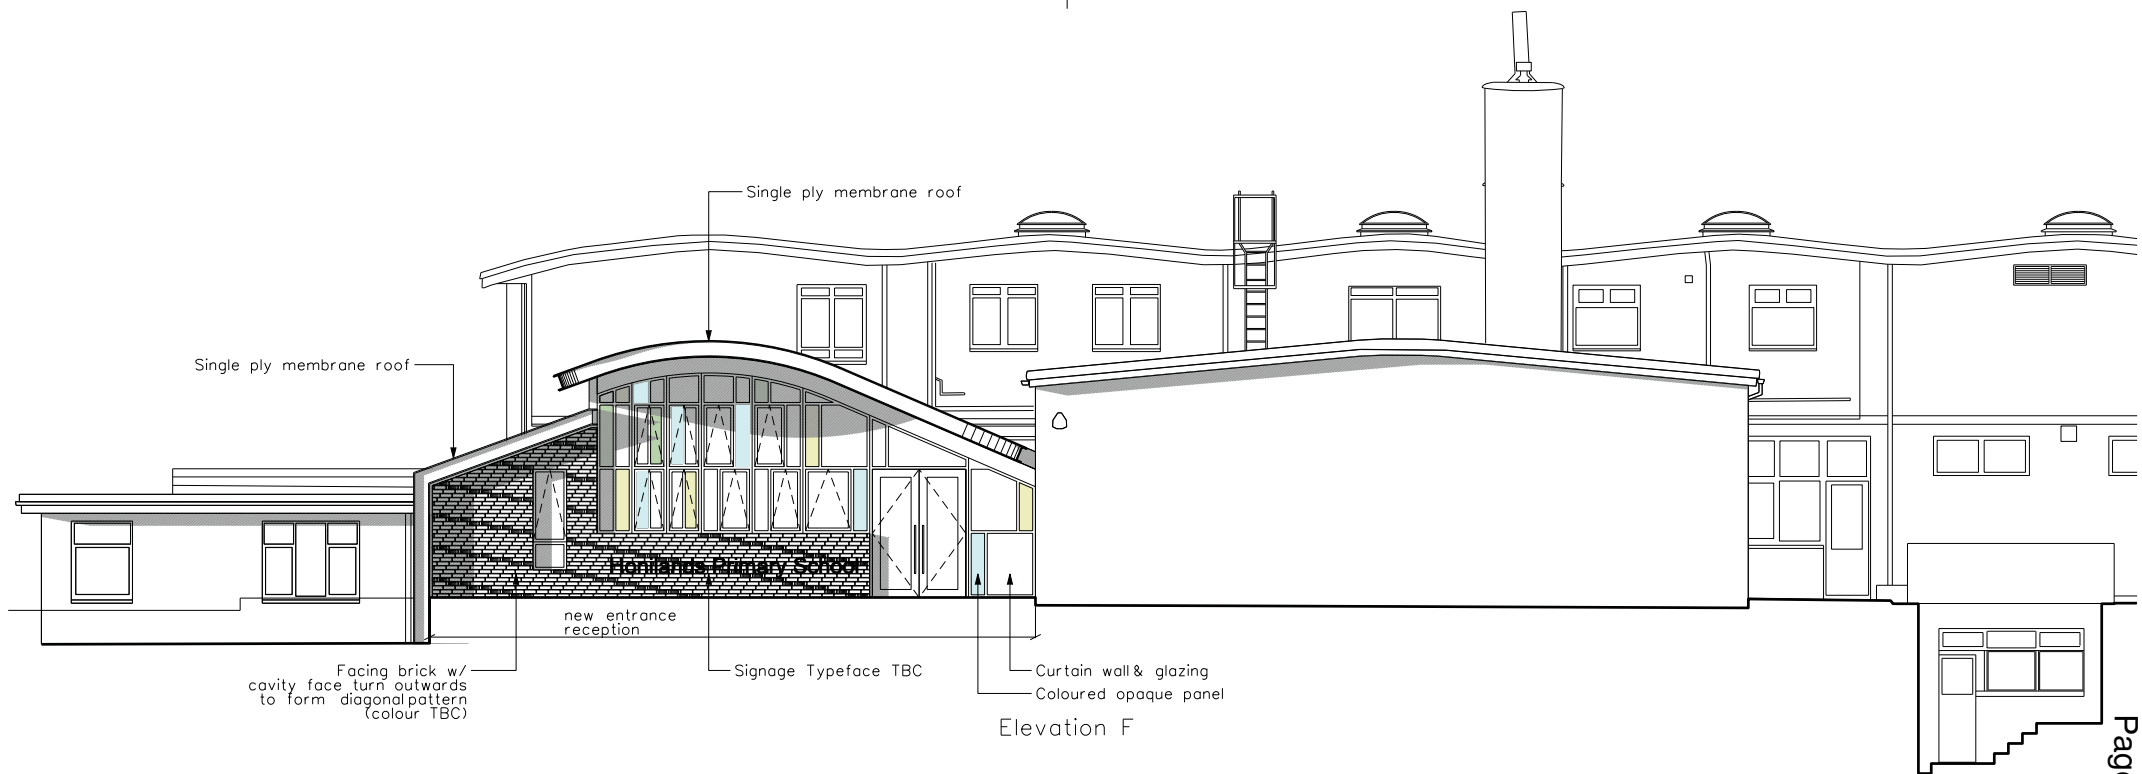 Single ply membrane roof
Single ply membrane roof
Honilands Primary School
new entrance
reception
Facing brick w/
cavity face turn outwards
to form diagonal pattern
(colour TBC)
Signage Typeface TBC
Curtain wall & glazing
Coloured opaque panel
Elevation F